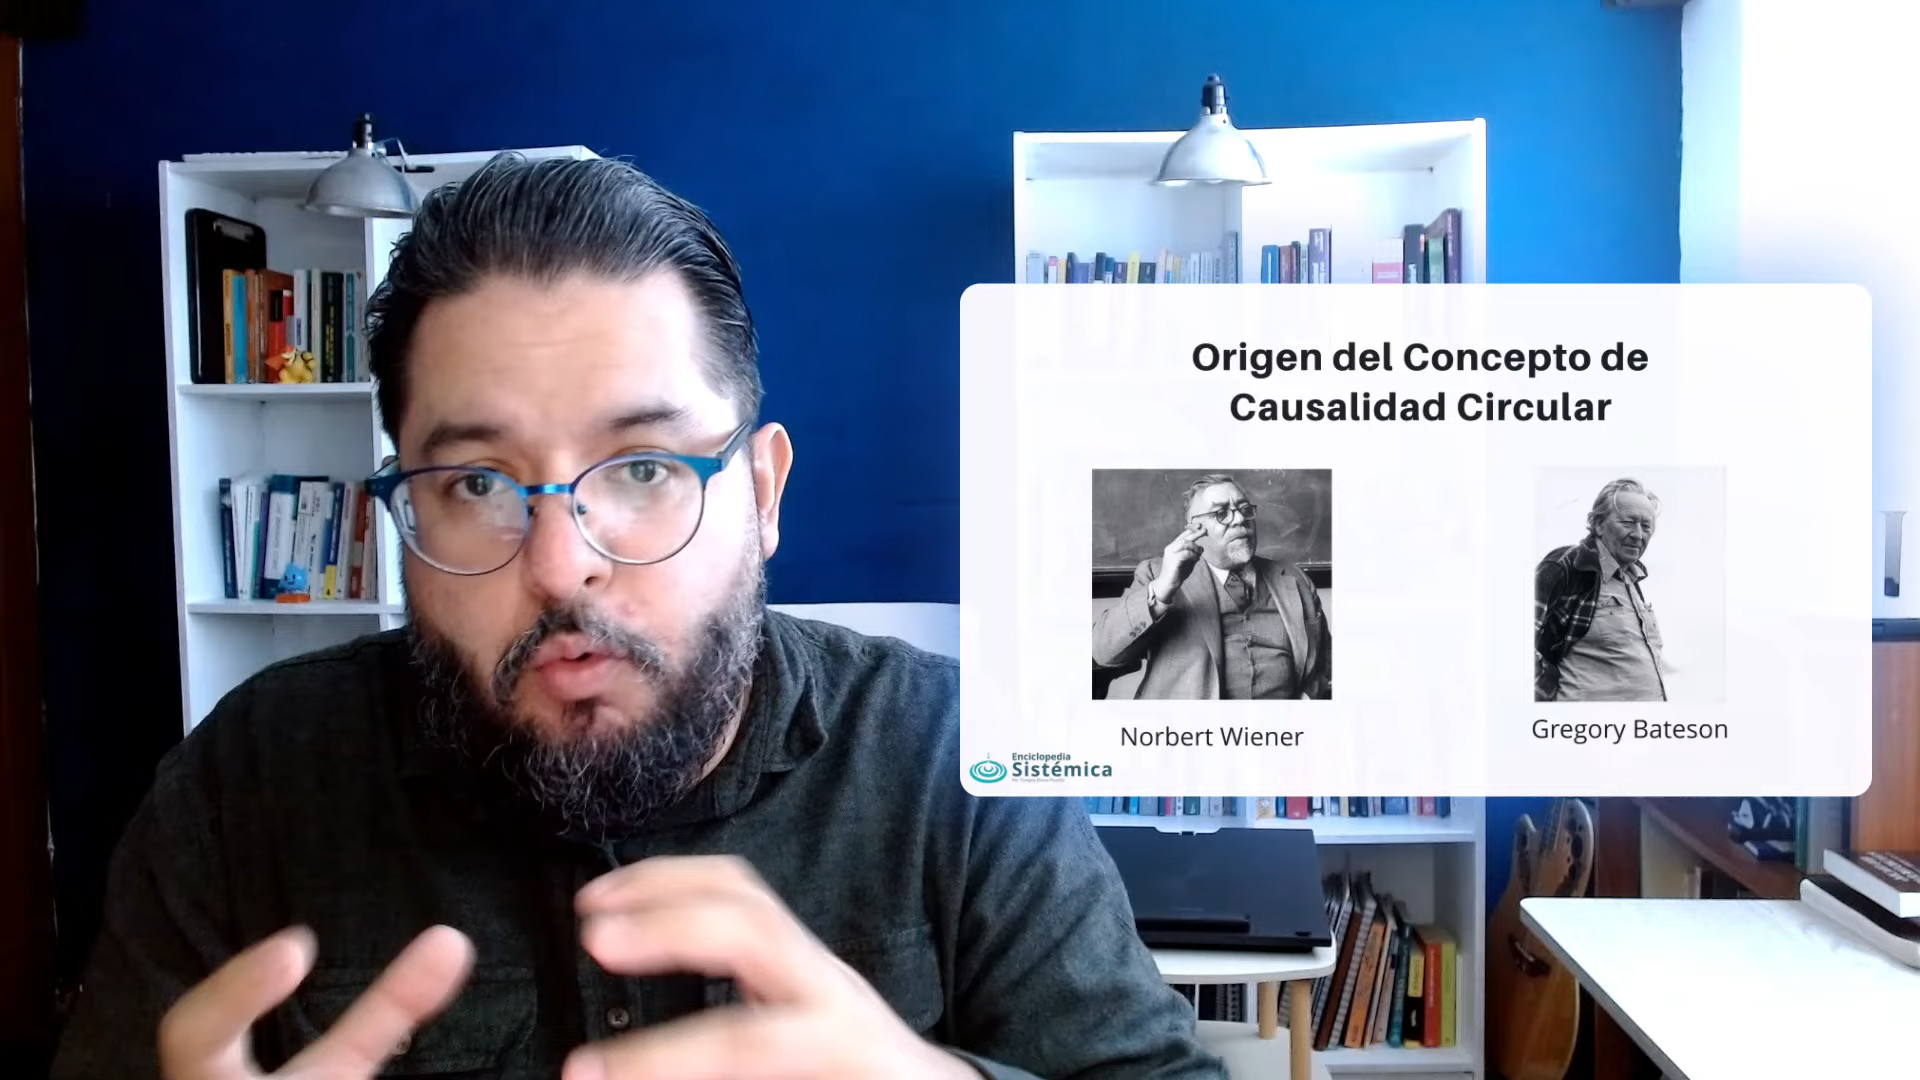 Origen del Concepto de
Causalidad Circular
Norbert Wiener
Gregory Bateson
Enciclopedia
Sistémica